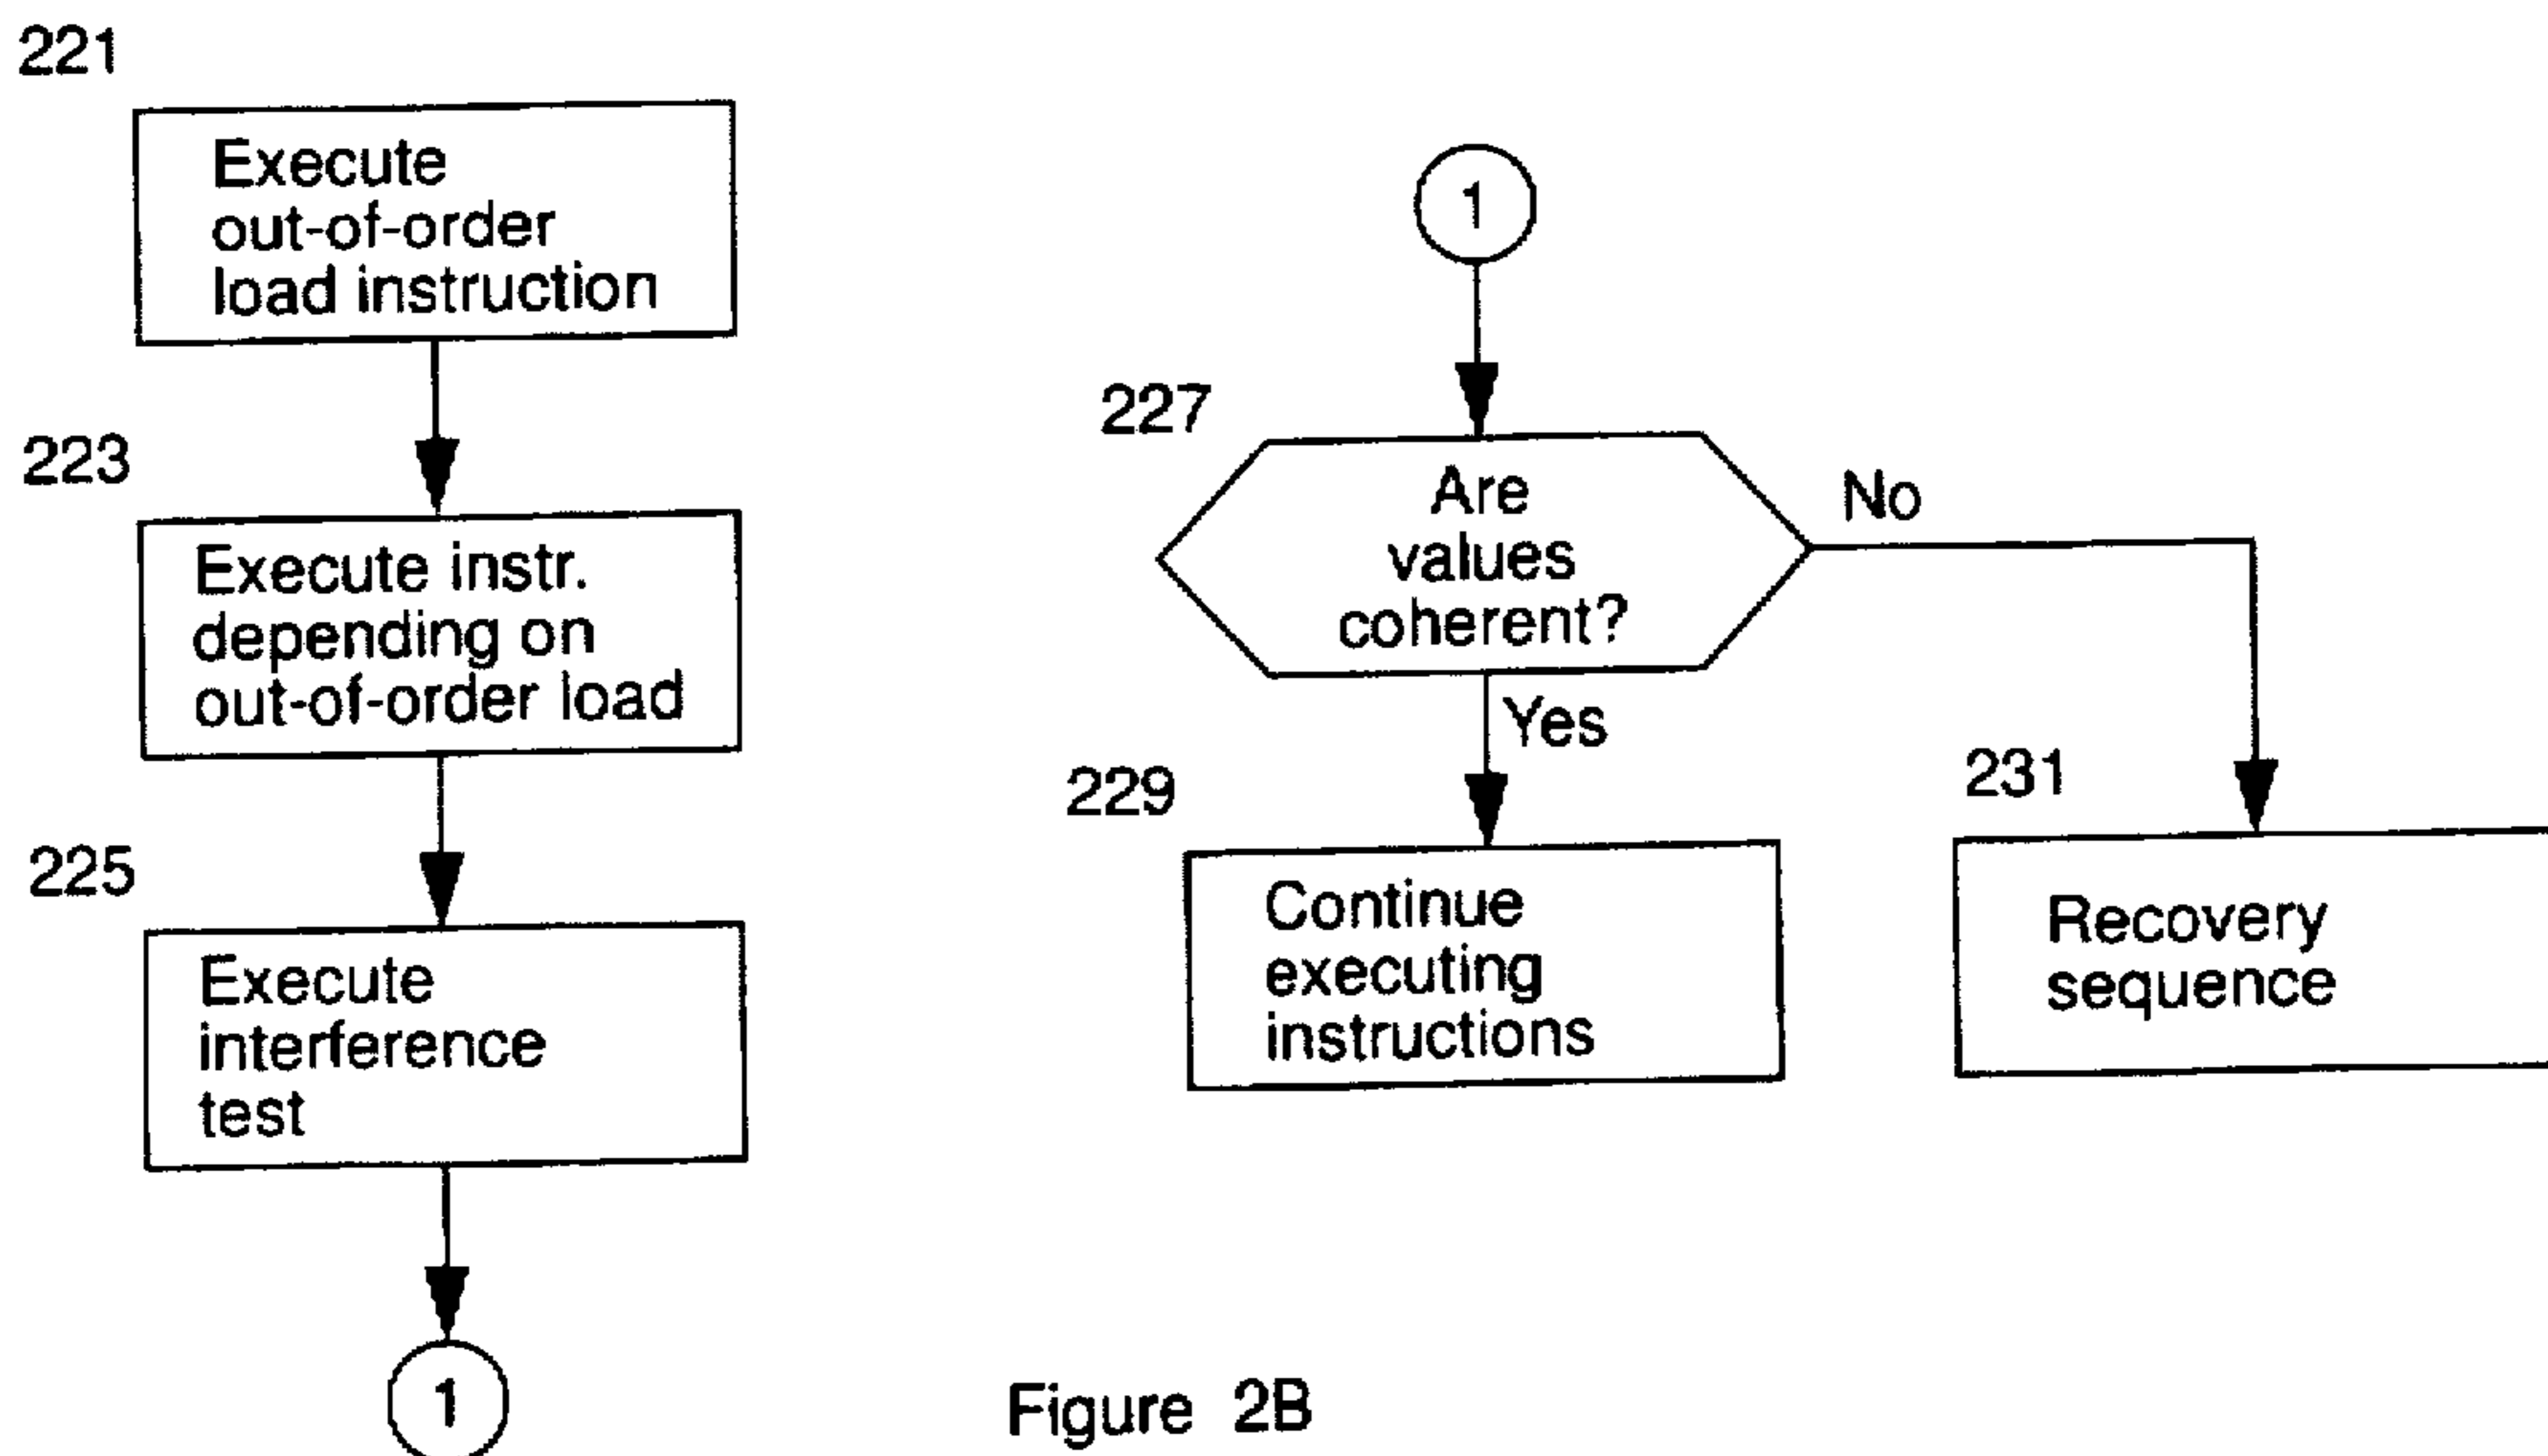 221
Execute
out-of-order
load instruction
223
Execute instr.
depending on
out-of-order load
225
Execute
interference
test
1
1
227
Are
values
coherent?
No
Yes
229
Continue
executing
instructions
231
Recovery
sequence
Figure 2B